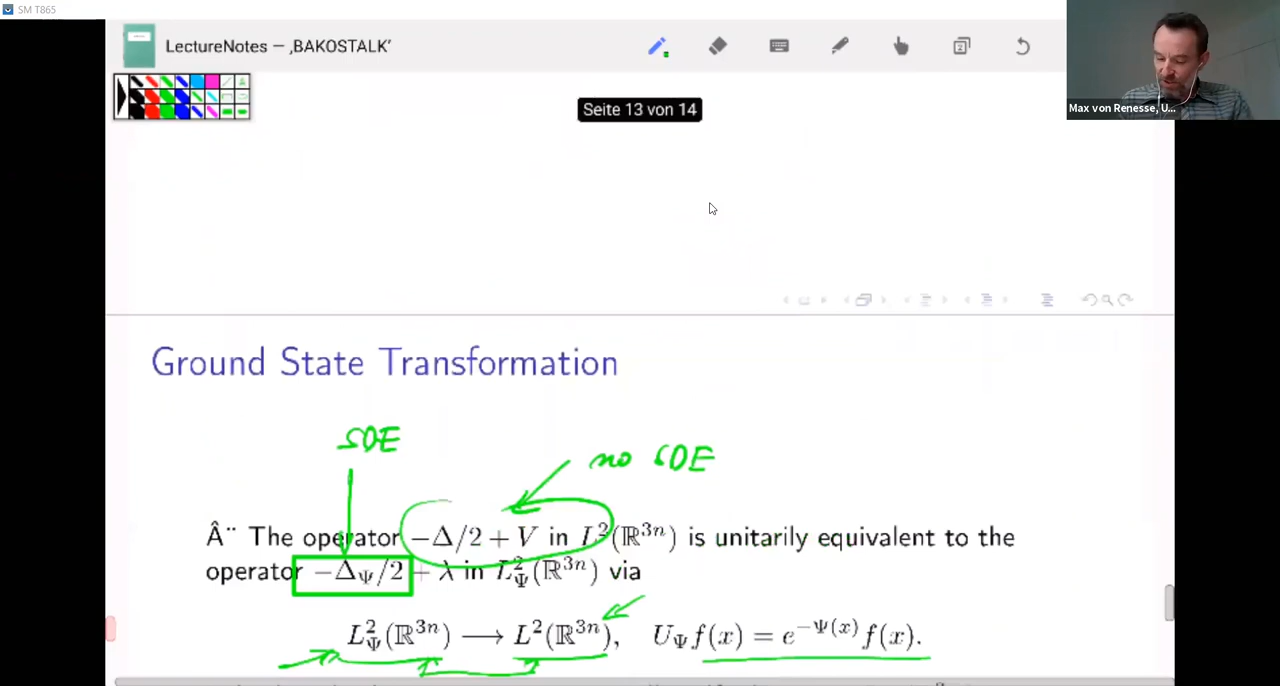 SM T865
LectureNotes – ‚BAKOSTALK’
Max von Renesse, U...
Seite 13 von 14
Ground State Transformation
SDE
no SDE
Â¨ The operator −Δ/2 + V in L²(ℝ³ⁿ) is unitarily equivalent to the
operator −Δ_Ψ/2 + λ in L²_Ψ(ℝ³ⁿ) via
L²_Ψ(ℝ³ⁿ) ⟶ L²(ℝ³ⁿ), U_Ψ f(x) = e^{−Ψ(x)} f(x).